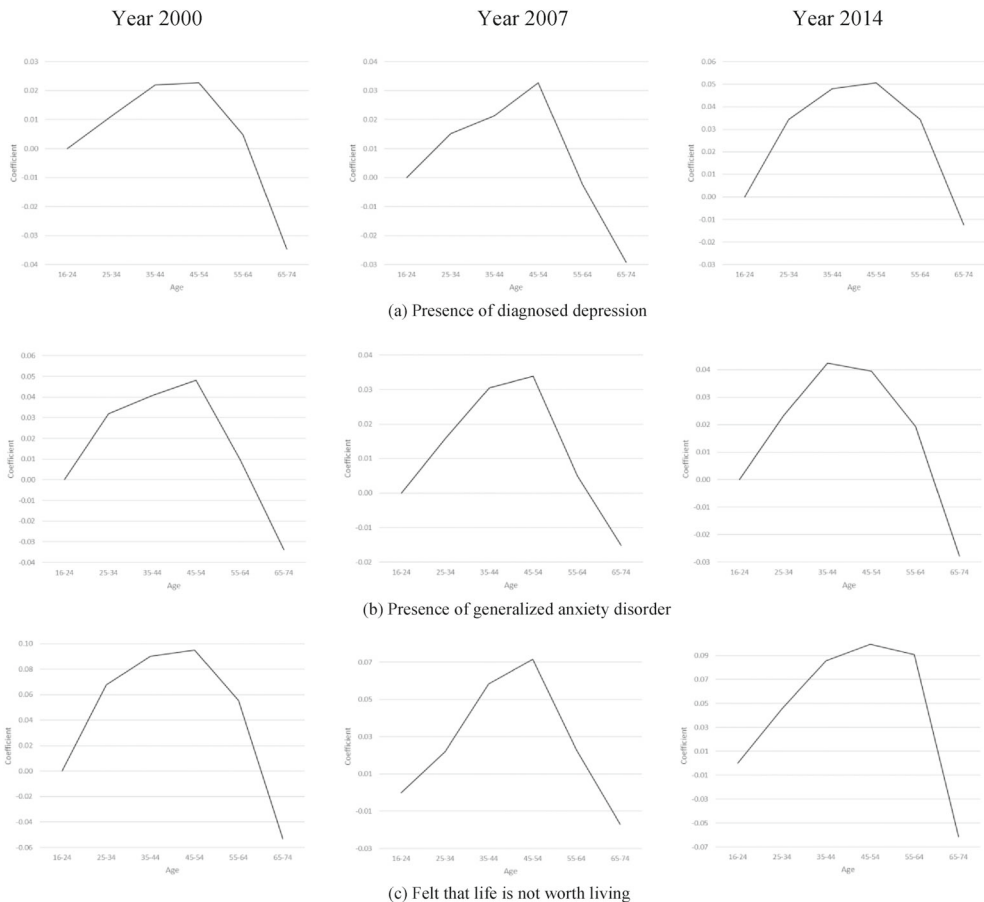 Year 2000 Year 2007 Year 2014
0.03
0.02
0.01
0.00
-0.01
-0.02
-0.03
-0.04
Coefficient
16-24 25-34 35-44 45-54 55-64 65-74
Age
0.04
0.03
0.02
0.01
0.00
-0.01
-0.02
-0.03
Coefficient
16-24 25-34 35-44 45-54 55-64 65-74
Age
0.06
0.05
0.04
0.03
0.02
0.01
0.00
-0.01
-0.02
-0.03
Coefficient
16-24 25-34 35-44 45-54 55-64 65-74
Age
(a) Presence of diagnosed depression
0.06
0.05
0.04
0.03
0.02
0.01
0.00
-0.01
-0.02
-0.03
-0.04
Coefficient
16-24 25-34 35-44 45-54 55-64 65-74
Age
0.04
0.03
0.02
0.01
0.00
-0.01
-0.02
Coefficient
16-24 25-34 35-44 45-54 55-64 65-74
Age
0.04
0.03
0.02
0.01
0.00
-0.01
-0.02
-0.03
Coefficient
16-24 25-34 35-44 45-54 55-64 65-74
Age
(b) Presence of generalized anxiety disorder
0.10
0.08
0.06
0.04
0.02
0.00
-0.02
-0.04
-0.06
Coefficient
16-24 25-34 35-44 45-54 55-64 65-74
Age
0.07
0.05
0.03
0.01
-0.01
-0.03
Coefficient
16-24 25-34 35-44 45-54 55-64 65-74
Age
0.09
0.07
0.05
0.03
0.01
-0.01
-0.03
-0.05
-0.07
Coefficient
16-24 25-34 35-44 45-54 55-64 65-74
Age
(c) Felt that life is not worth living